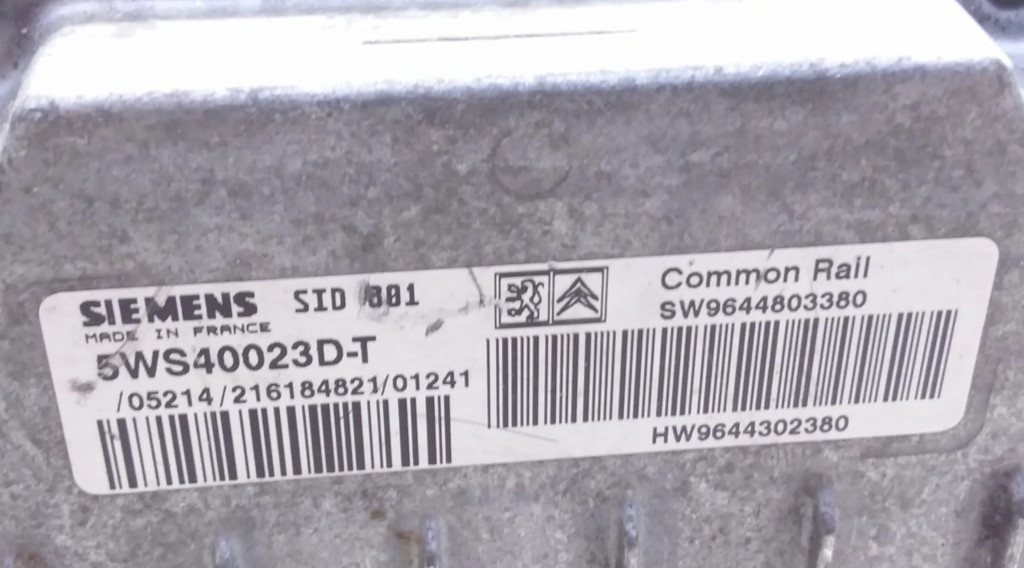 SIEMENS SID 801
MADE IN FRANCE
5WS40023D-T
/05214/216184821/01241
Common Rail
SW9644803380
HW9644302380